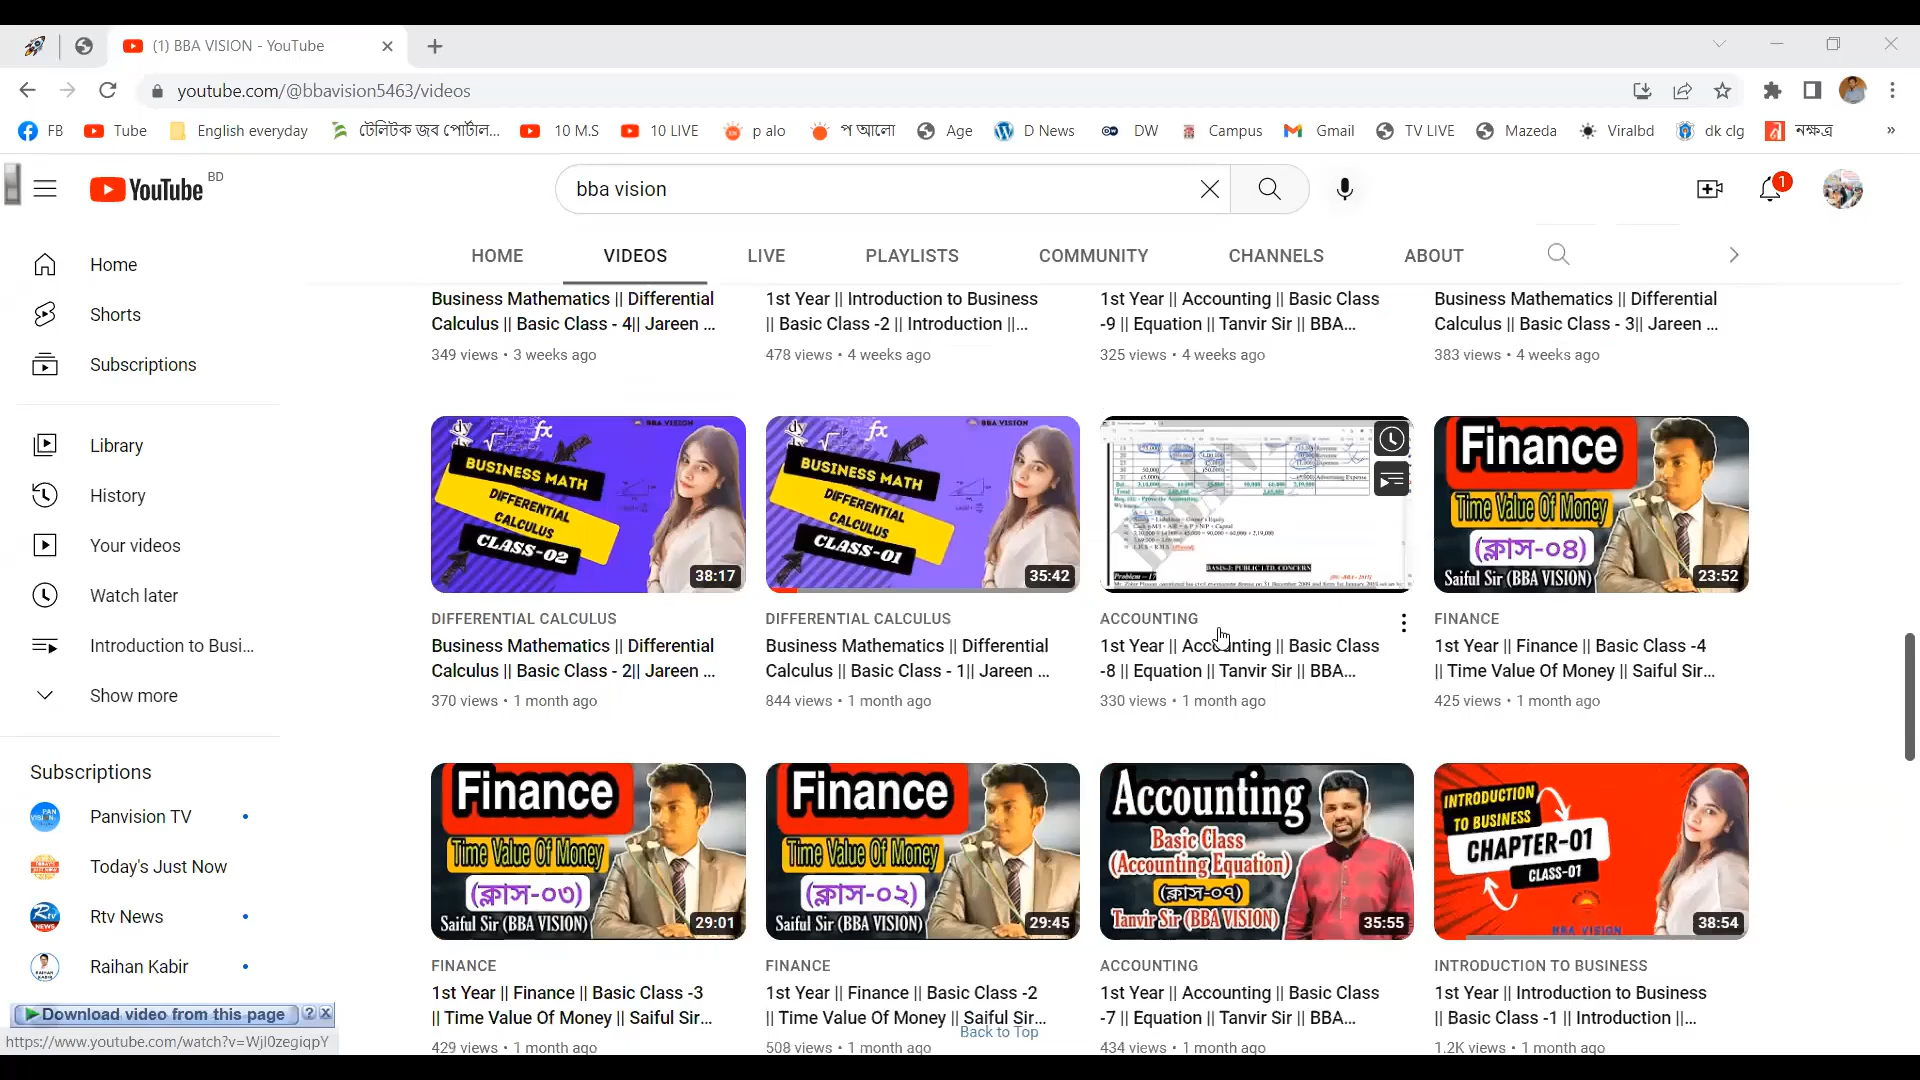 (1) BBA VISION - YouTube
youtube.com/@bbavision5463/videos
FB
Tube
English everyday
টেলিটক জব পোর্টাল...
10 M.S
10 LIVE
p alo
প আলো
Age
D News
DW
Campus
Gmail
TV LIVE
Mazeda
Viralbd
dk clg
নক্ষত্র
»
YouTube BD
bba vision
1
HOME
VIDEOS
LIVE
PLAYLISTS
COMMUNITY
CHANNELS
ABOUT
Home
Shorts
Subscriptions
Library
History
Your videos
Watch later
Introduction to Busi...
Show more
Subscriptions
Panvision TV
Today's Just Now
Rtv News
Raihan Kabir
Business Mathematics || Differential
Calculus || Basic Class - 4|| Jareen ...
349 views • 3 weeks ago
1st Year || Introduction to Business
|| Basic Class -2 || Introduction ||...
478 views • 4 weeks ago
1st Year || Accounting || Basic Class
-9 || Equation || Tanvir Sir || BBA...
325 views • 4 weeks ago
Business Mathematics || Differential
Calculus || Basic Class - 3|| Jareen ...
383 views • 4 weeks ago
BBA VISION
BUSINESS MATH
DIFFERENTIAL
CALCULUS
CLASS-02
38:17
DIFFERENTIAL CALCULUS
Business Mathematics || Differential
Calculus || Basic Class - 2|| Jareen ...
370 views • 1 month ago
BBA VISION
BUSINESS MATH
DIFFERENTIAL
CALCULUS
CLASS-01
35:42
DIFFERENTIAL CALCULUS
Business Mathematics || Differential
Calculus || Basic Class - 1|| Jareen ...
844 views • 1 month ago
BASIS-J: PUBLIC LTD. CONCERN
ACCOUNTING
1st Year || Accounting || Basic Class
-8 || Equation || Tanvir Sir || BBA...
330 views • 1 month ago
Finance
Time Value Of Money
(ক্লাস-০৪)
Saiful Sir (BBA VISION)
23:52
FINANCE
1st Year || Finance || Basic Class -4
|| Time Value Of Money || Saiful Sir...
425 views • 1 month ago
Finance
Time Value Of Money
(ক্লাস-০৩)
Saiful Sir (BBA VISION)
29:01
FINANCE
1st Year || Finance || Basic Class -3
|| Time Value Of Money || Saiful Sir...
429 views • 1 month ago
Finance
Time Value Of Money
(ক্লাস-০২)
Saiful Sir (BBA VISION)
29:45
FINANCE
1st Year || Finance || Basic Class -2
|| Time Value Of Money || Saiful Sir...
508 views • 1 month ago
Back to Top
Accounting
Basic Class
(Accounting Equation)
(ক্লাস-০৭)
Tanvir Sir (BBA VISION)
35:55
ACCOUNTING
1st Year || Accounting || Basic Class
-7 || Equation || Tanvir Sir || BBA...
434 views • 1 month ago
INTRODUCTION
TO BUSINESS
CHAPTER-01
CLASS-01
BBA VISION
38:54
INTRODUCTION TO BUSINESS
1st Year || Introduction to Business
|| Basic Class -1 || Introduction ||...
1.2K views • 1 month ago
Download video from this page
https://www.youtube.com/watch?v=Wjl0zegiqpY